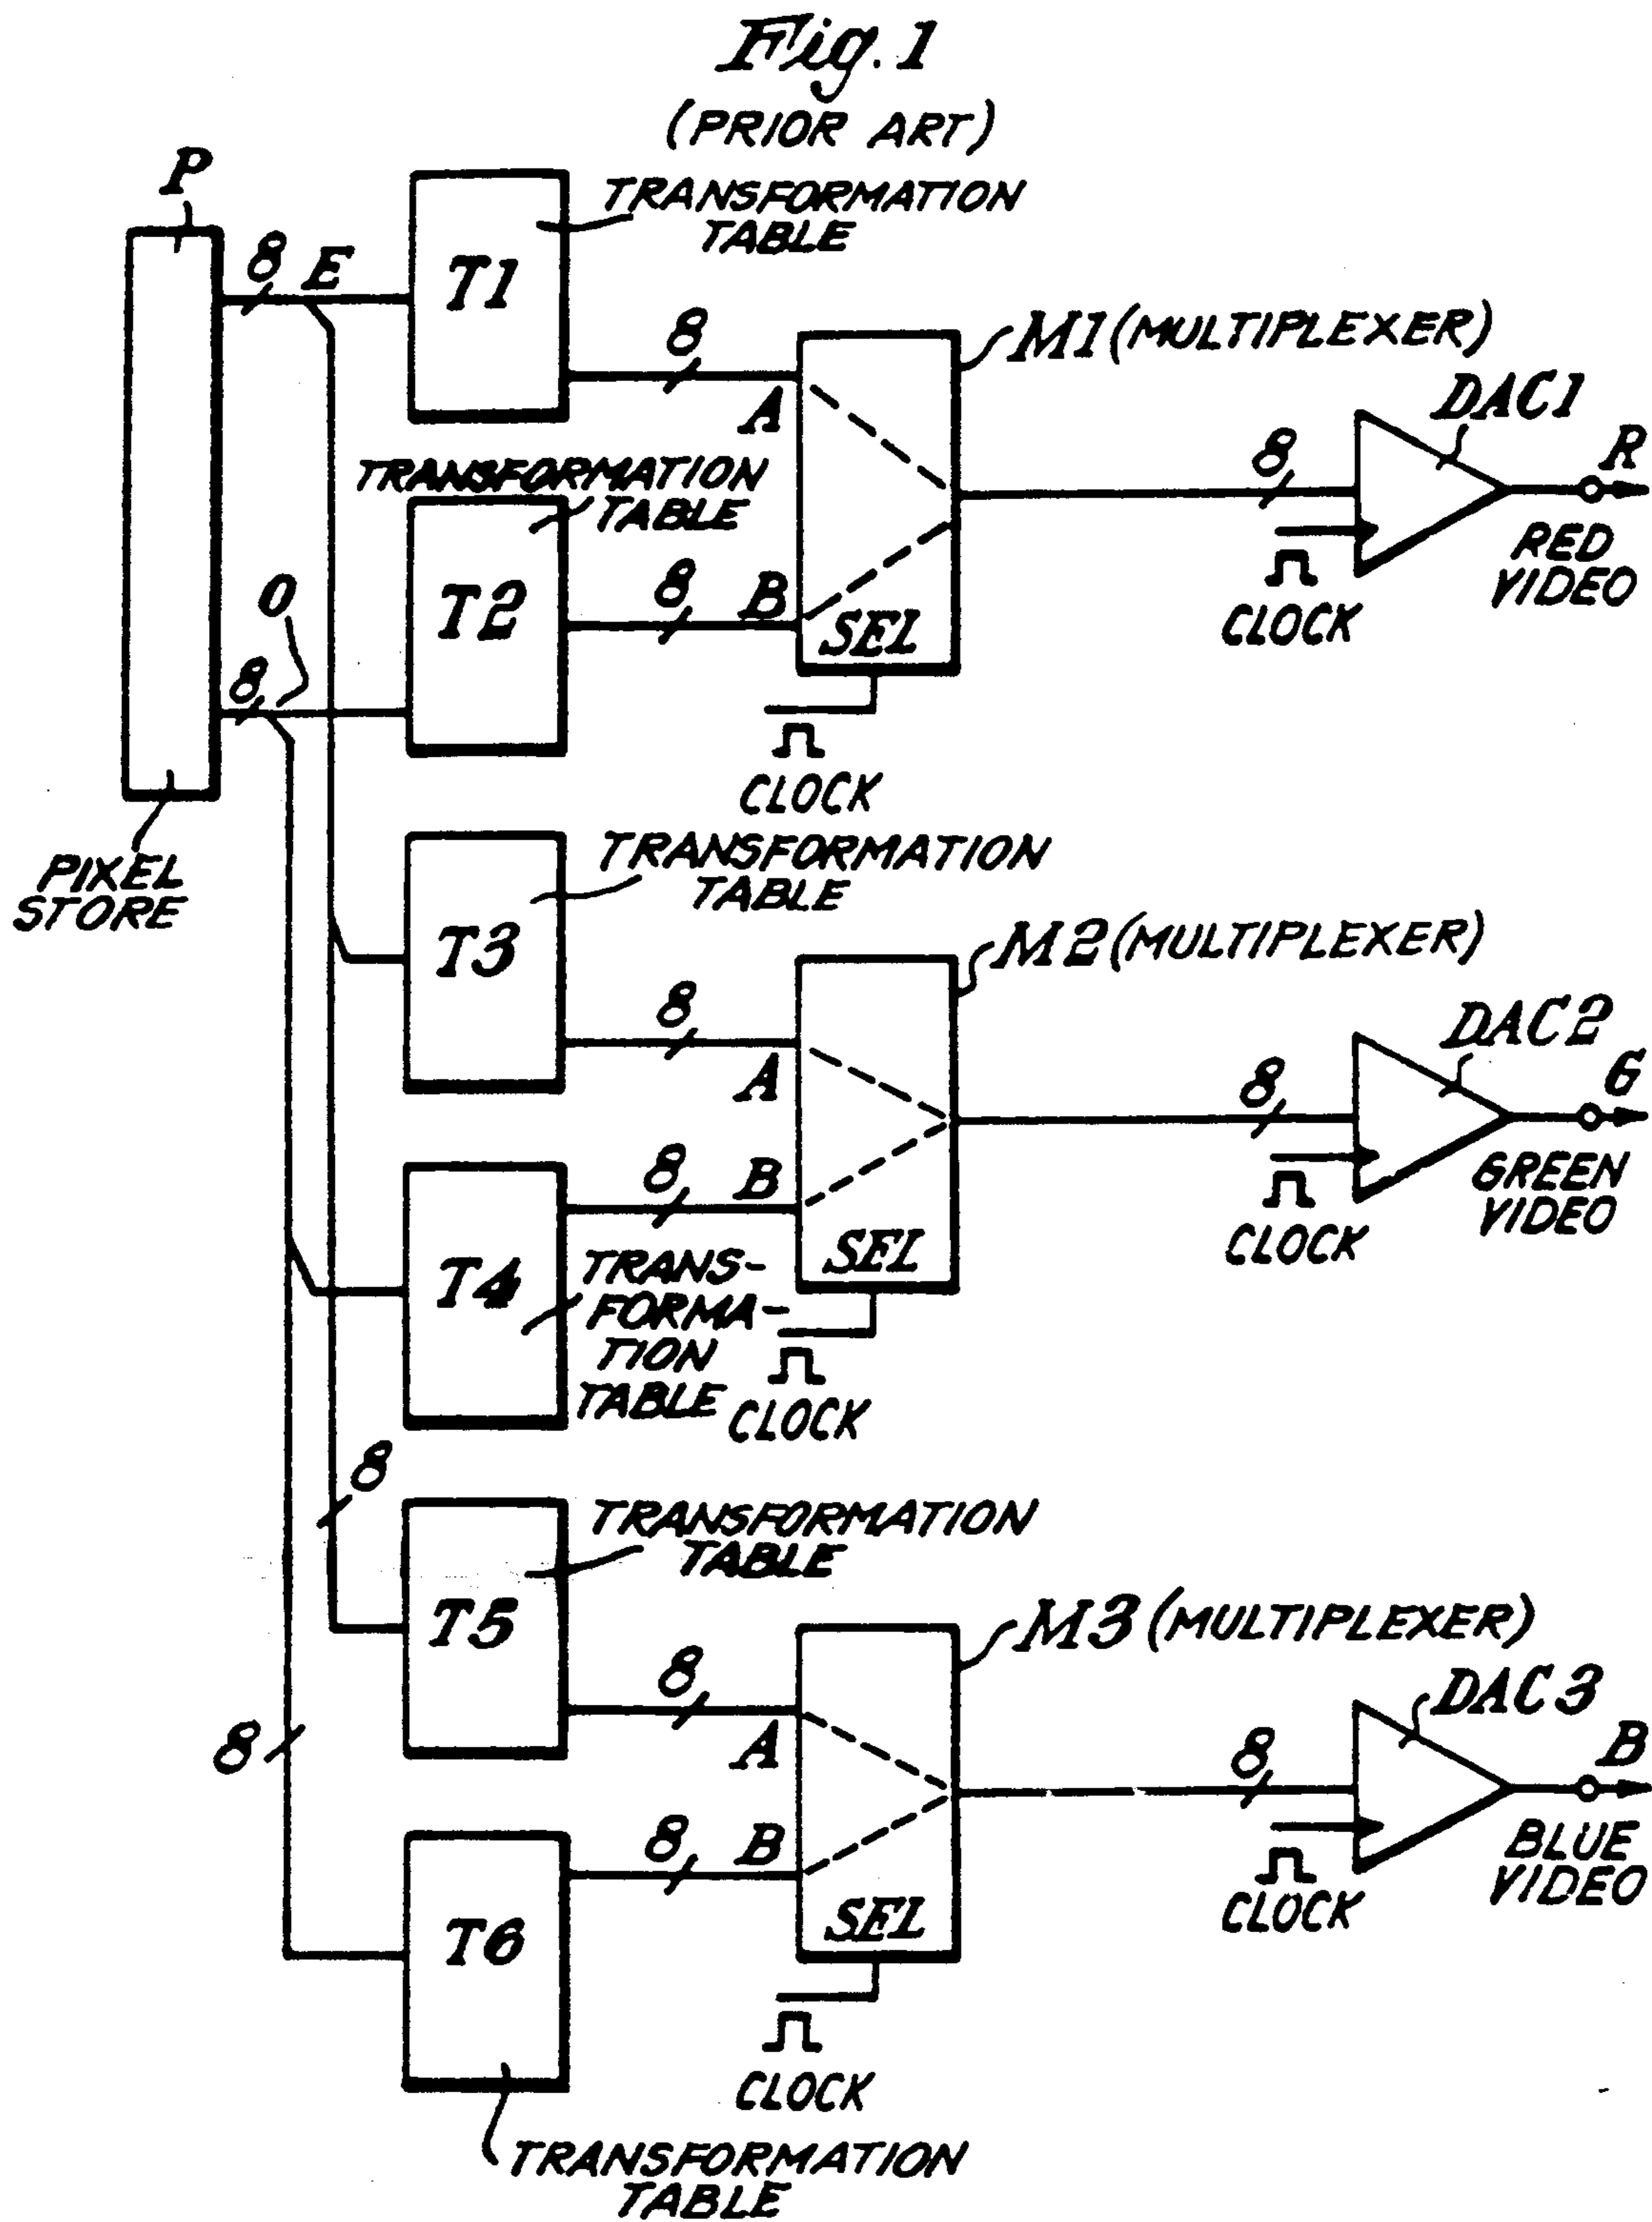 Fig. 1
(PRIOR ART)
P
TRANSFORMATION
TABLE
8 E
T1
8
M1 (MULTIPLEXER)
A
DAC1
8
R
TRANSFORMATION
TABLE
RED
VIDEO
CLOCK
O
T2
8
B
SEL
8
CLOCK
PIXEL
STORE
TRANSFORMATION
TABLE
T3
8
M2 (MULTIPLEXER)
A
DAC2
8
G
GREEN
VIDEO
CLOCK
8
B
SEL
T4
TRANS-
FORMA-
TION
TABLE
CLOCK
8
TRANSFORMATION
TABLE
T5
8
M3 (MULTIPLEXER)
A
DAC3
8
B
BLUE
VIDEO
CLOCK
8
8
B
SEL
T6
CLOCK
TRANSFORMATION
TABLE